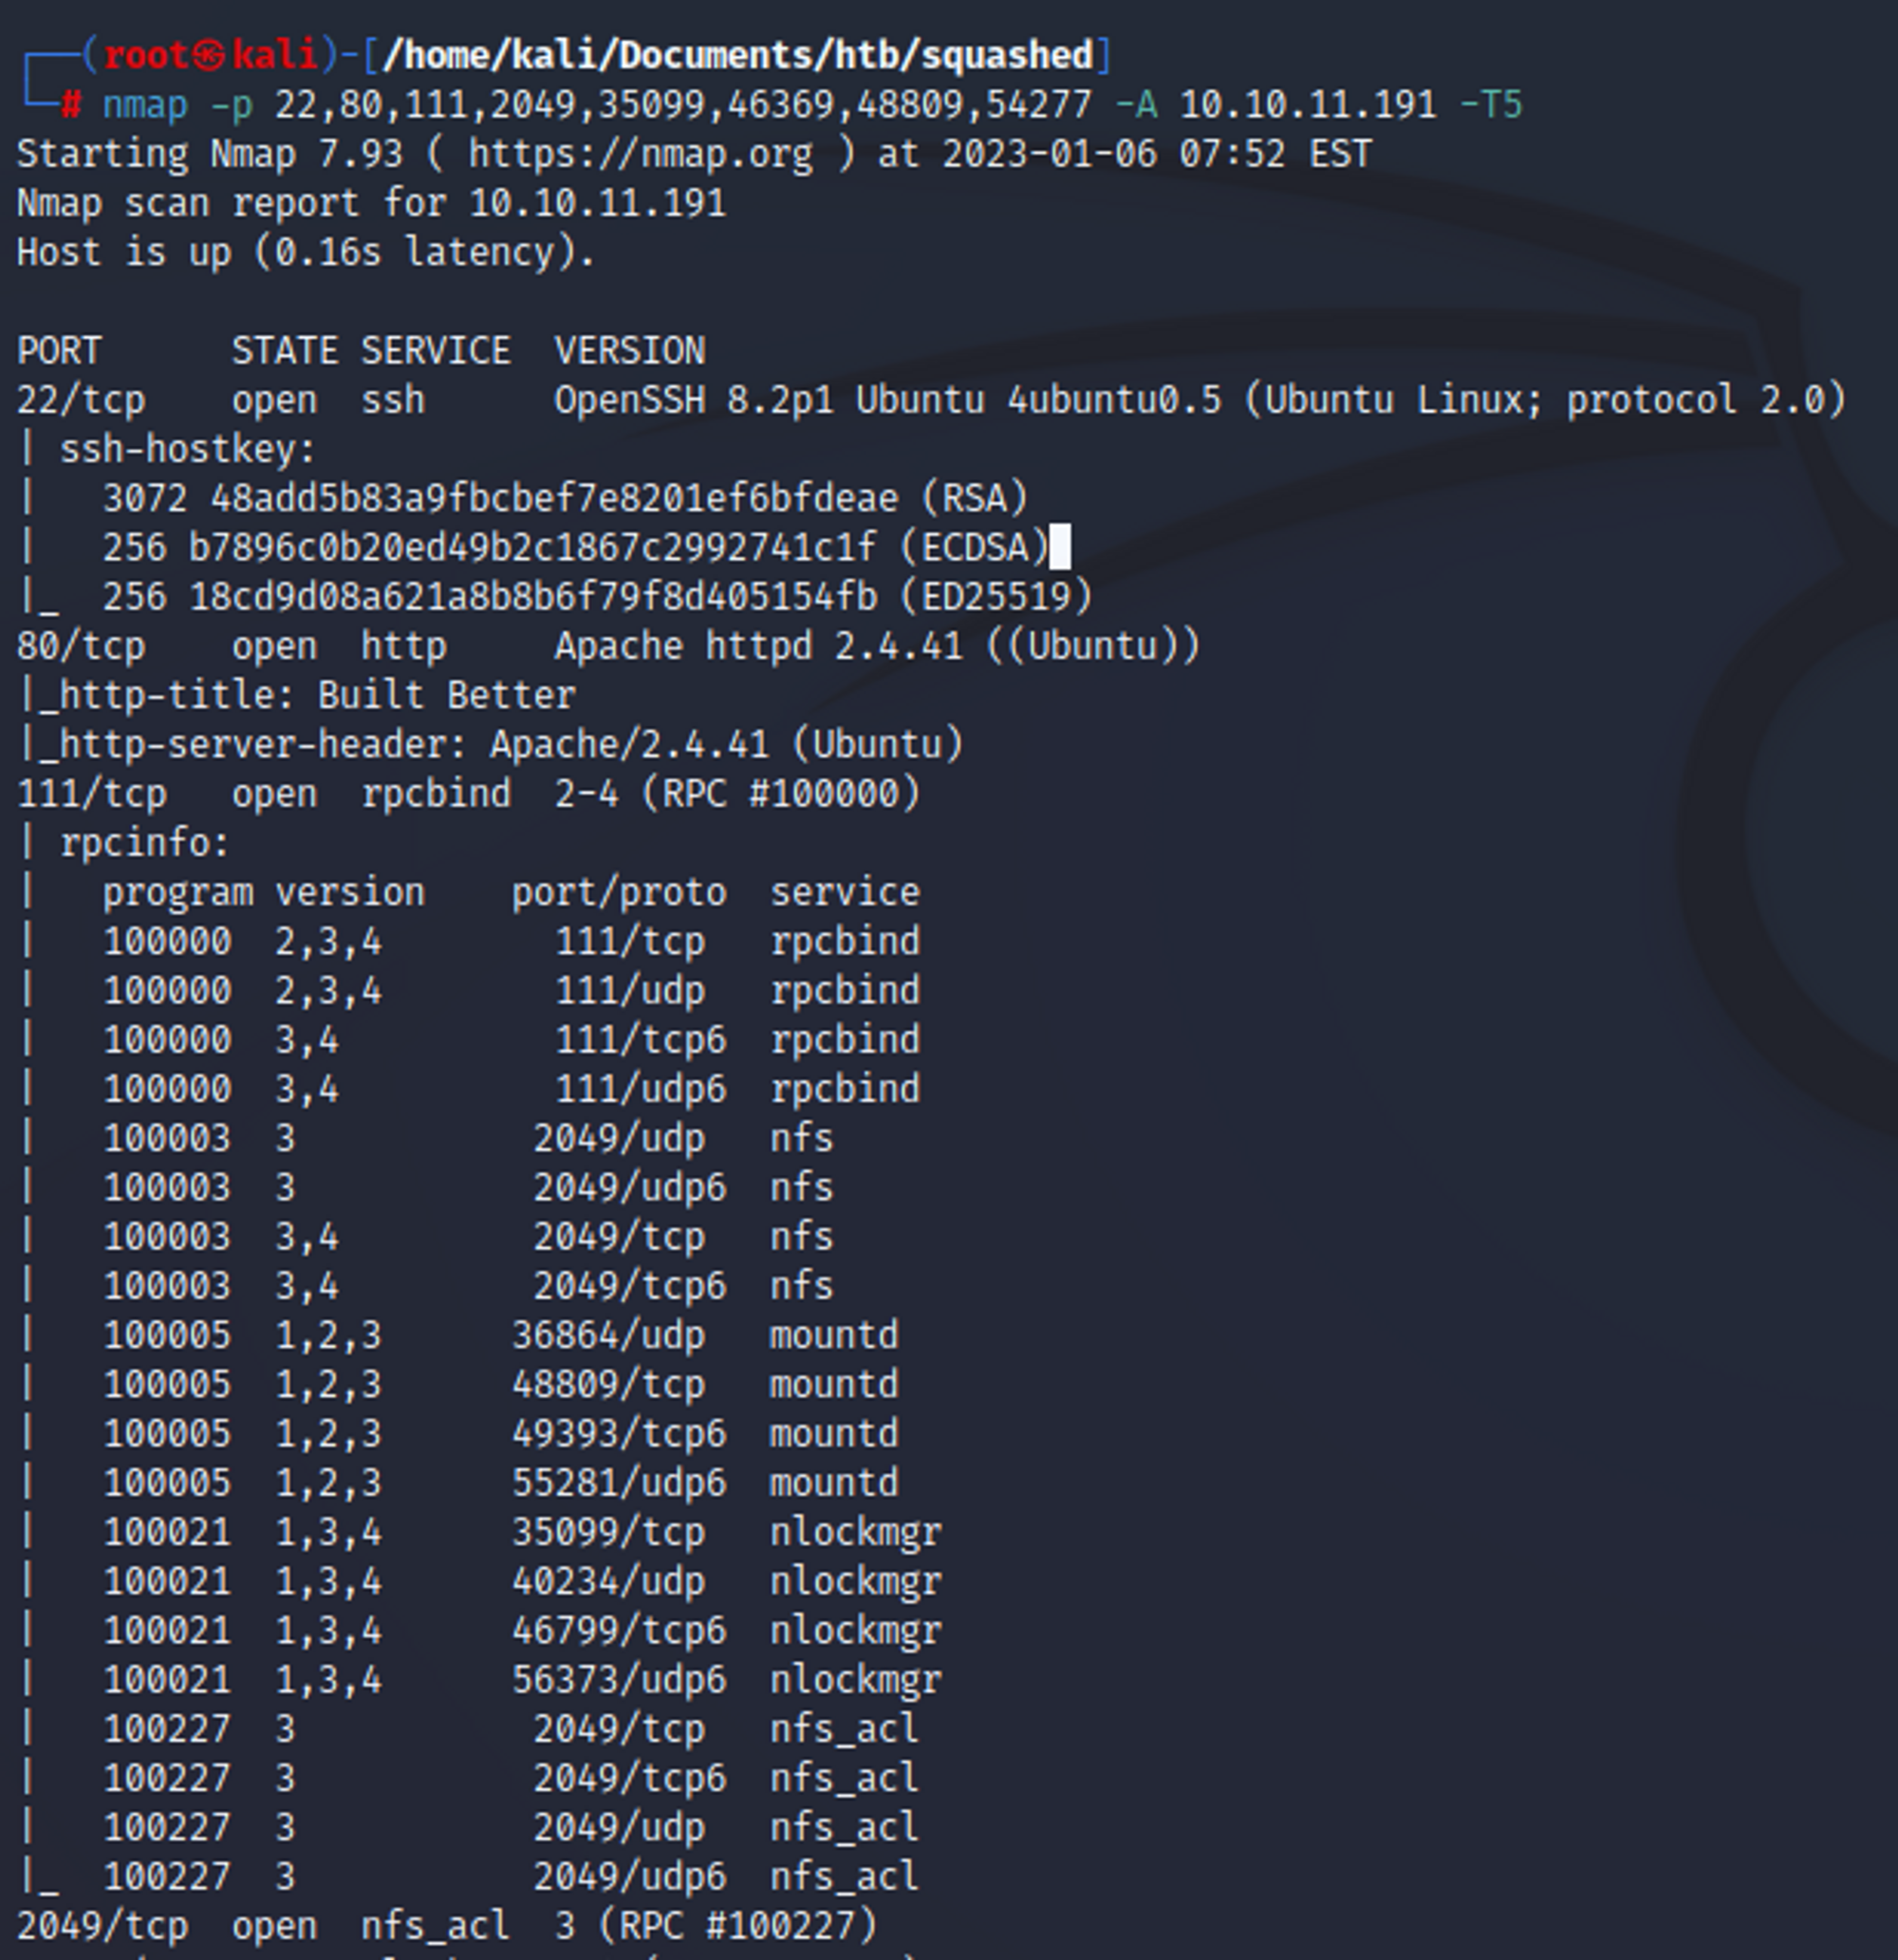 (root㉿kali)-[/home/kali/Documents/htb/squashed]
# nmap -p 22,80,111,2049,35099,46369,48809,54277 -A 10.10.11.191 -T5
Starting Nmap 7.93 ( https://nmap.org ) at 2023-01-06 07:52 EST
Nmap scan report for 10.10.11.191
Host is up (0.16s latency).
PORT      STATE SERVICE  VERSION
22/tcp    open  ssh      OpenSSH 8.2p1 Ubuntu 4ubuntu0.5 (Ubuntu Linux; protocol 2.0)
| ssh-hostkey:
|   3072 48add5b83a9fbcbef7e8201ef6bfdeae (RSA)
|   256 b7896c0b20ed49b2c1867c2992741c1f (ECDSA)
|_  256 18cd9d08a621a8b8b6f79f8d405154fb (ED25519)
80/tcp    open  http     Apache httpd 2.4.41 ((Ubuntu))
|_http-title: Built Better
|_http-server-header: Apache/2.4.41 (Ubuntu)
111/tcp   open  rpcbind  2-4 (RPC #100000)
| rpcinfo:
|   program version    port/proto  service
|   100000  2,3,4        111/tcp   rpcbind
|   100000  2,3,4        111/udp   rpcbind
|   100000  3,4          111/tcp6  rpcbind
|   100000  3,4          111/udp6  rpcbind
|   100003  3           2049/udp   nfs
|   100003  3           2049/udp6  nfs
|   100003  3,4         2049/tcp   nfs
|   100003  3,4         2049/tcp6  nfs
|   100005  1,2,3      36864/udp   mountd
|   100005  1,2,3      48809/tcp   mountd
|   100005  1,2,3      49393/tcp6  mountd
|   100005  1,2,3      55281/udp6  mountd
|   100021  1,3,4      35099/tcp   nlockmgr
|   100021  1,3,4      40234/udp   nlockmgr
|   100021  1,3,4      46799/tcp6  nlockmgr
|   100021  1,3,4      56373/udp6  nlockmgr
|   100227  3           2049/tcp   nfs_acl
|   100227  3           2049/tcp6  nfs_acl
|   100227  3           2049/udp   nfs_acl
|_  100227  3           2049/udp6  nfs_acl
2049/tcp  open  nfs_acl  3 (RPC #100227)